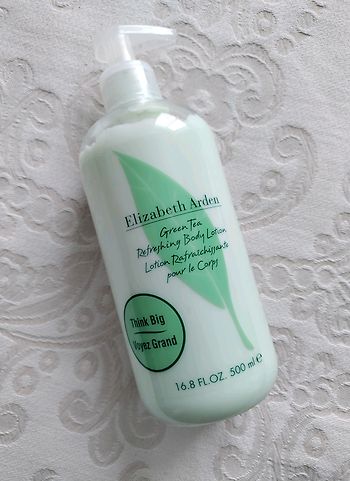 Elizabeth Arden
Green Tea
Refreshing Body Lotion
Lotion Rafraîchissante
pour le Corps
Think Big
Voyez Grand
16.8 FL.OZ. 500 ml ℮